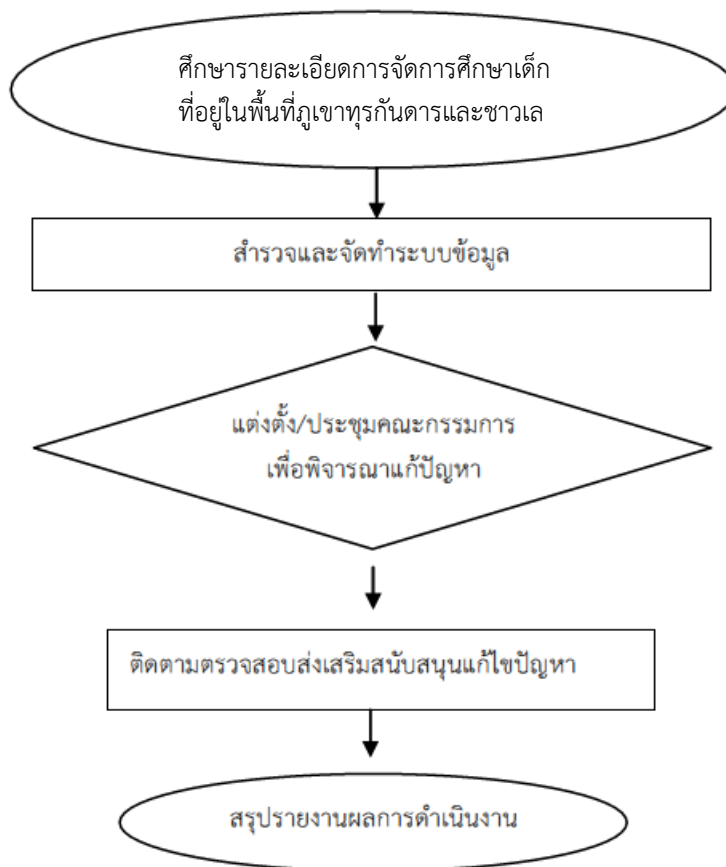 ศึกษารายละเอียดการจัดการศึกษาเด็ก
ที่อยู่ในพื้นที่ภูเขาทุรกันดารและชาวเล
สำรวจและจัดทำระบบข้อมูล
แต่งตั้ง/ประชุมคณะกรรมการ
เพื่อพิจารณาแก้ปัญหา
ติดตามตรวจสอบส่งเสริมสนับสนุนแก้ไขปัญหา
สรุปรายงานผลการดำเนินงาน